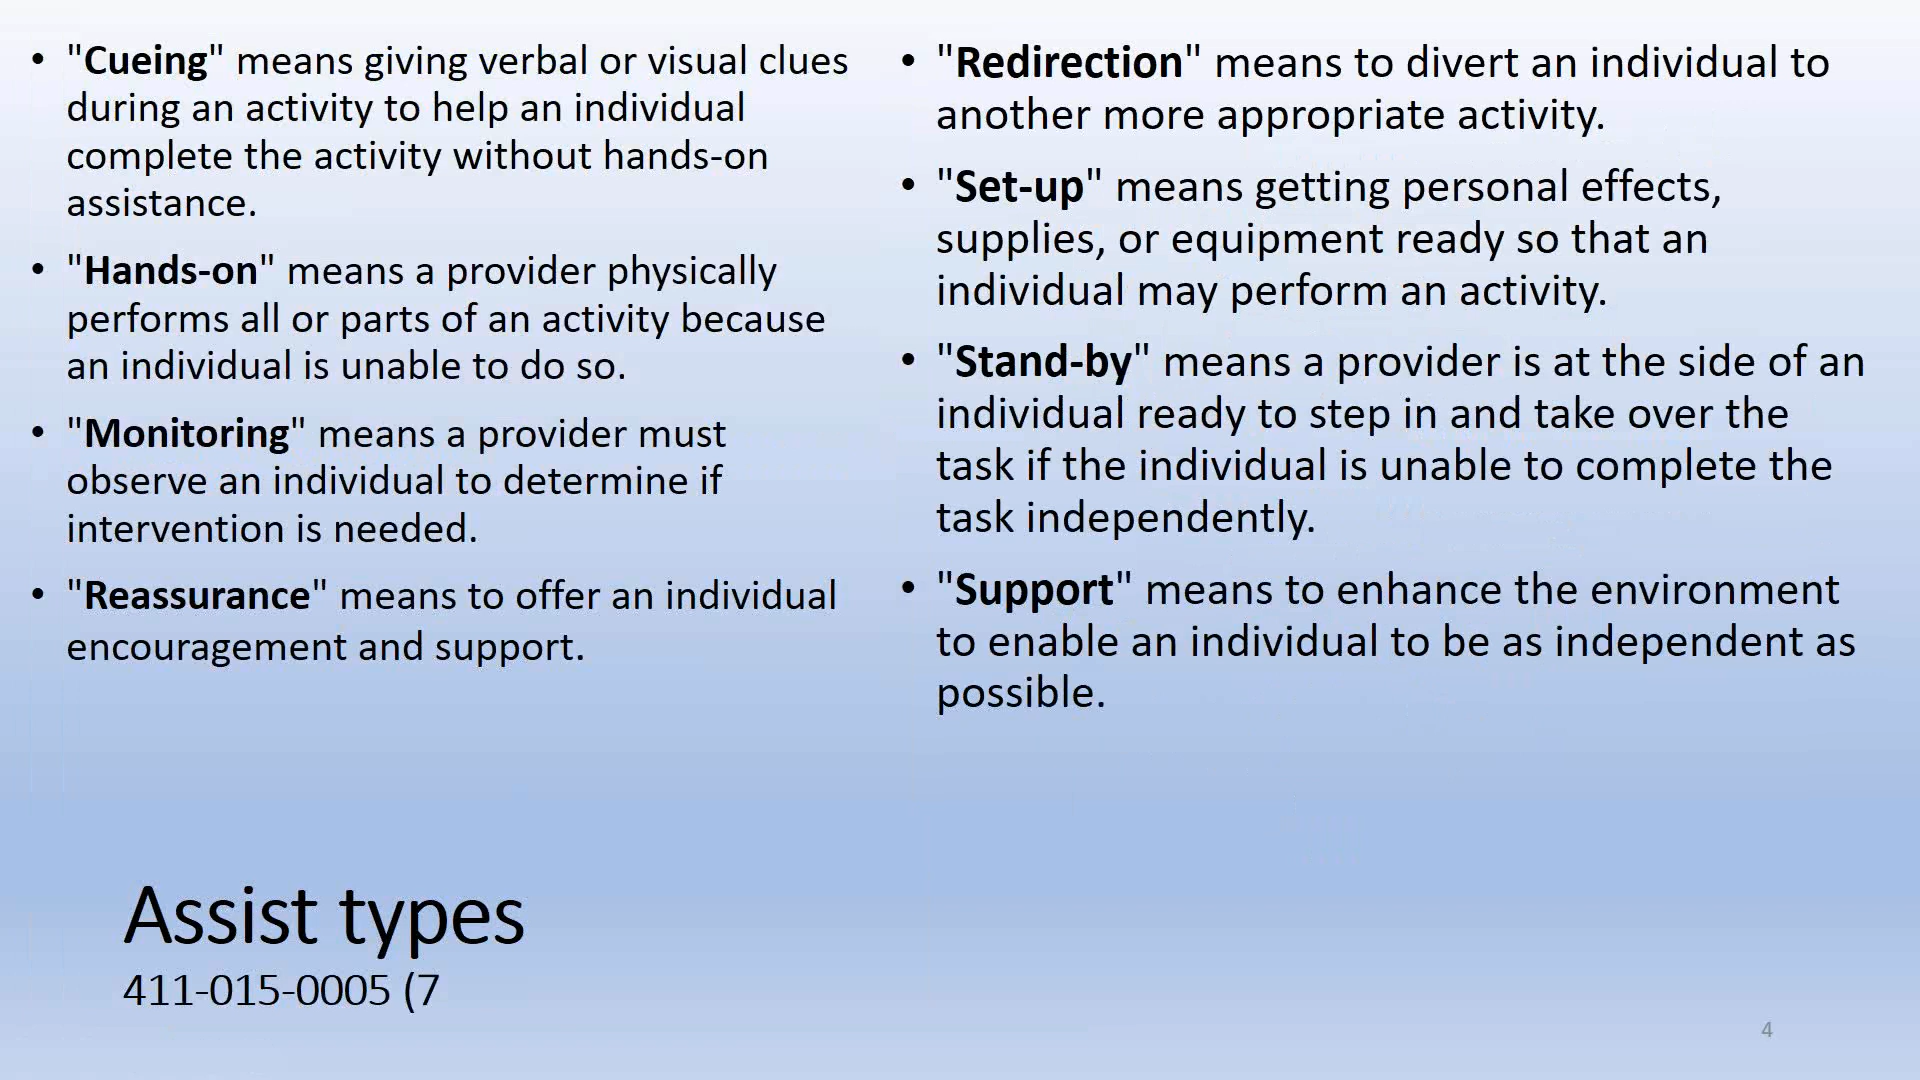 • "Cueing" means giving verbal or visual clues
during an activity to help an individual
complete the activity without hands-on
assistance.
• "Hands-on" means a provider physically
performs all or parts of an activity because
an individual is unable to do so.
• "Monitoring" means a provider must
observe an individual to determine if
intervention is needed.
• "Reassurance" means to offer an individual
encouragement and support.
• "Redirection" means to divert an individual to
another more appropriate activity.
• "Set-up" means getting personal effects,
supplies, or equipment ready so that an
individual may perform an activity.
• "Stand-by" means a provider is at the side of an
individual ready to step in and take over the
task if the individual is unable to complete the
task independently.
• "Support" means to enhance the environment
to enable an individual to be as independent as
possible.
Assist types
411-015-0005 (7
4